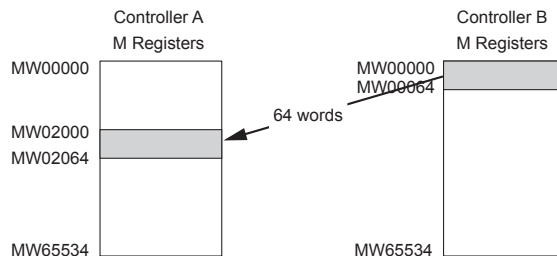 Controller A
M Registers
MW00000
MW02000
MW02064
MW65534
64 words
Controller B
M Registers
MW00000
MW00064
MW65534